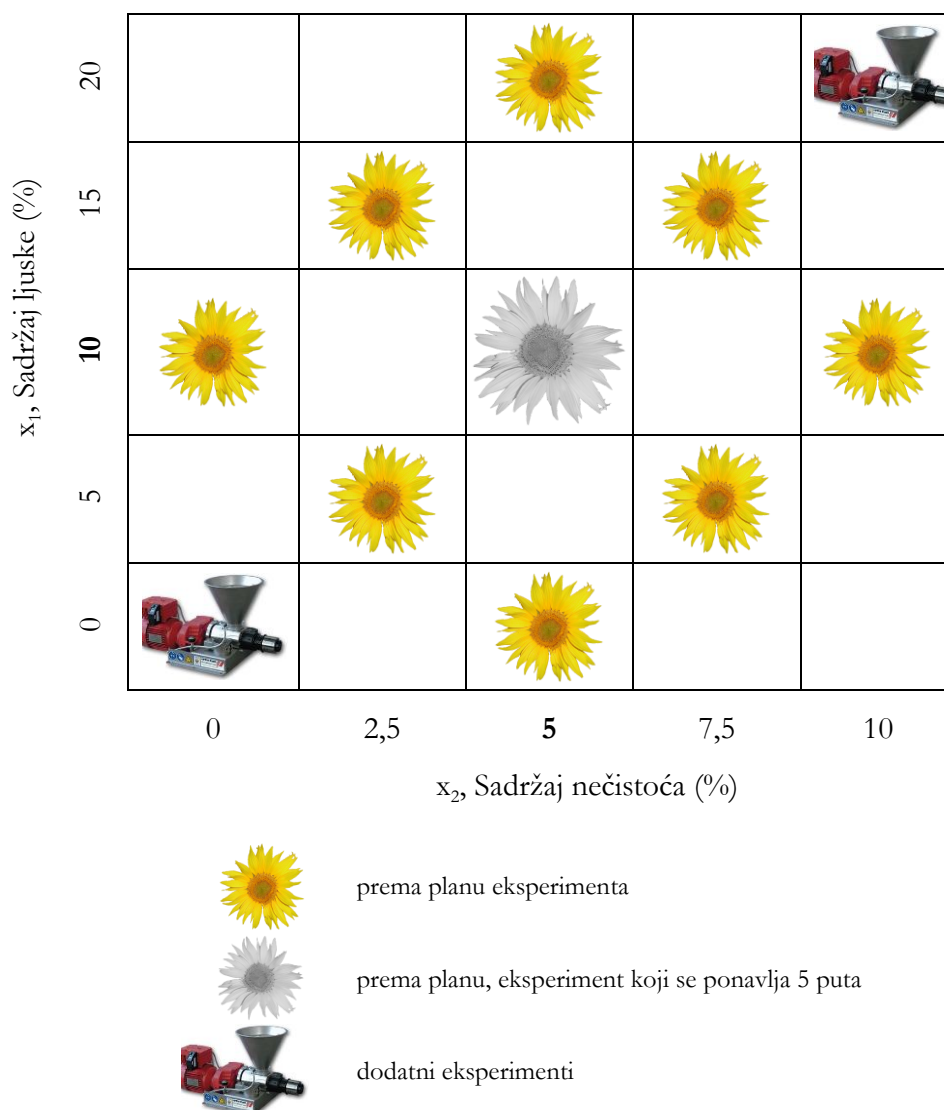 x₁, Sadržaj ljuske (%)
20
15
10
5
0
0 2,5 5 7,5 10
x₂, Sadržaj nečistoća (%)
prema planu eksperimenta
prema planu, eksperiment koji se ponavlja 5 puta
dodatni eksperimenti